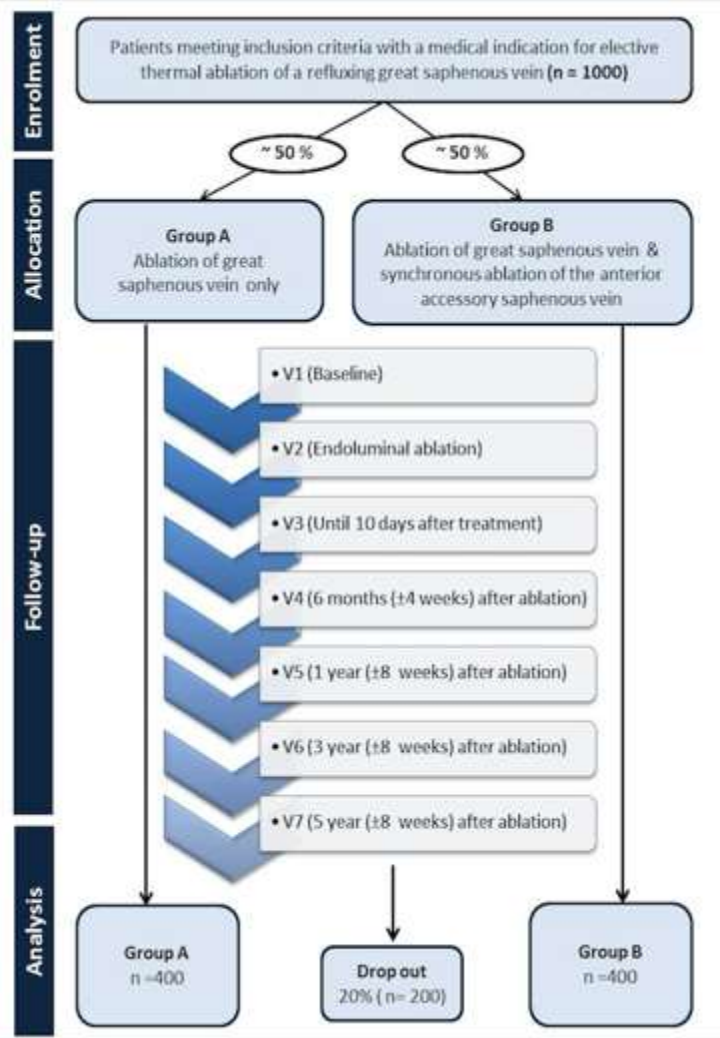 Enrolment
Patients meeting inclusion criteria with a medical indication for elective
thermal ablation of a refluxing great saphenous vein (n = 1000)
~ 50 %
~ 50 %
Allocation
Group A
Ablation of great
saphenous vein only
Group B
Ablation of great saphenous vein &
synchronous ablation of the anterior
accessory saphenous vein
Follow-up
• V1 (Baseline)
• V2 (Endoluminal ablation)
• V3 (Until 10 days after treatment)
• V4 (6 months (±4 weeks) after ablation)
• V5 (1 year (±8 weeks) after ablation)
• V6 (3 year (±8 weeks) after ablation)
• V7 (5 year (±8 weeks) after ablation)
Analysis
Group A
n =400
Drop out
20% ( n= 200)
Group B
n =400